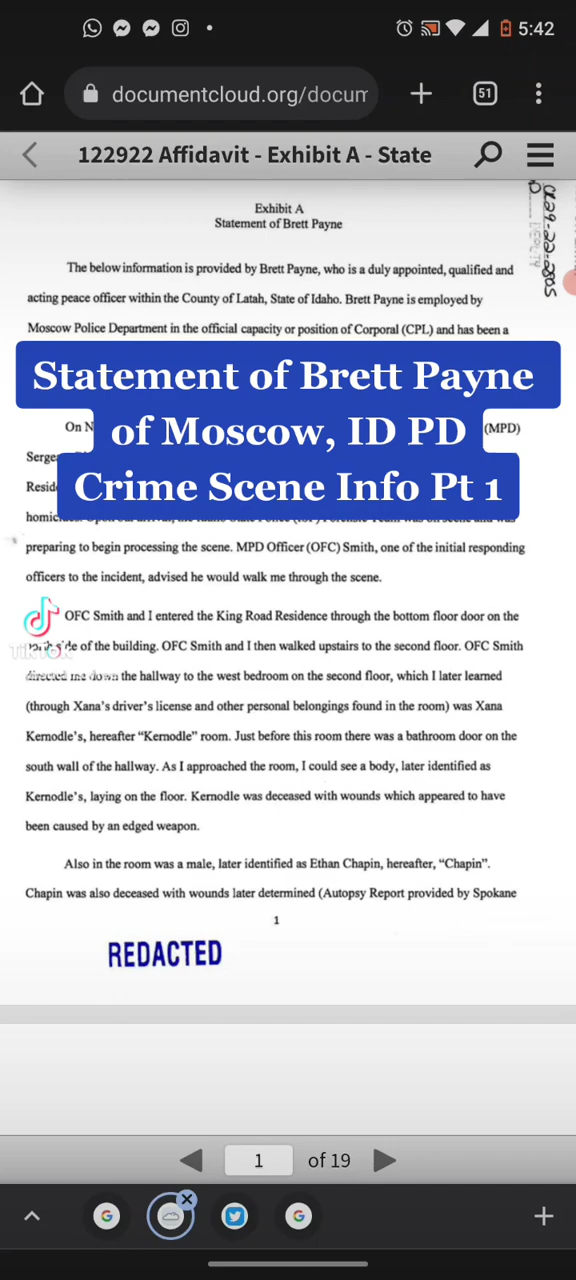 5:42
documentcloud.org/docum
51
122922 Affidavit - Exhibit A - State
CR29-22-2805
DEPUTY
Exhibit A
Statement of Brett Payne
The below information is provided by Brett Payne, who is a duly appointed, qualified and
acting peace officer within the County of Latah, State of Idaho. Brett Payne is employed by
Moscow Police Department in the official capacity or position of Corporal (CPL) and has been a
Statement of Brett Payne
of Moscow, ID PD
Crime Scene Info Pt 1
On N
(MPD)
Serge
Resid
homic
preparing to begin processing the scene. MPD Officer (OFC) Smith, one of the initial responding
officers to the incident, advised he would walk me through the scene.
OFC Smith and I entered the King Road Residence through the bottom floor door on the
side of the building. OFC Smith and I then walked upstairs to the second floor. OFC Smith
TikTok
directed me down the hallway to the west bedroom on the second floor, which I later learned
(through Xana's driver's license and other personal belongings found in the room) was Xana
Kernodle's, hereafter "Kernodle" room. Just before this room there was a bathroom door on the
south wall of the hallway. As I approached the room, I could see a body, later identified as
Kernodle's, laying on the floor. Kernodle was deceased with wounds which appeared to have
been caused by an edged weapon.
Also in the room was a male, later identified as Ethan Chapin, hereafter, "Chapin".
Chapin was also deceased with wounds later determined (Autopsy Report provided by Spokane
1
REDACTED
1 of 19